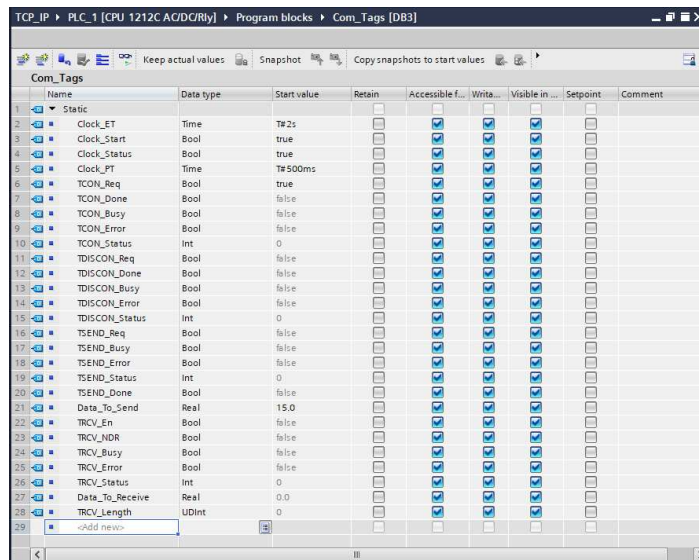 TCP_IP ▸ PLC_1 [CPU 1212C AC/DC/Rly] ▸ Program blocks ▸ Com_Tags [DB3]
Keep actual values Snapshot Copy snapshots to start values
Com_Tags
Name Data type Start value Retain Accessible f... Writa... Visible in ... Setpoint Comment
1 Static
2 Clock_ET Time T#2s
3 Clock_Start Bool true
4 Clock_Status Bool true
5 Clock_PT Time T#500ms
6 TCON_Req Bool true
7 TCON_Done Bool false
8 TCON_Busy Bool false
9 TCON_Error Bool false
10 TCON_Status Int 0
11 TDISCON_Req Bool false
12 TDISCON_Done Bool false
13 TDISCON_Busy Bool false
14 TDISCON_Error Bool false
15 TDISCON_Status Int 0
16 TSEND_Req Bool false
17 TSEND_Busy Bool false
18 TSEND_Error Bool false
19 TSEND_Status Int 0
20 TSEND_Done Bool false
21 Data_To_Send Real 15.0
22 TRCV_En Bool false
23 TRCV_NDR Bool false
24 TRCV_Busy Bool false
25 TRCV_Error Bool false
26 TRCV_Status Int 0
27 Data_To_Receive Real 0.0
28 TRCV_Length UDInt 0
29 <Add new>